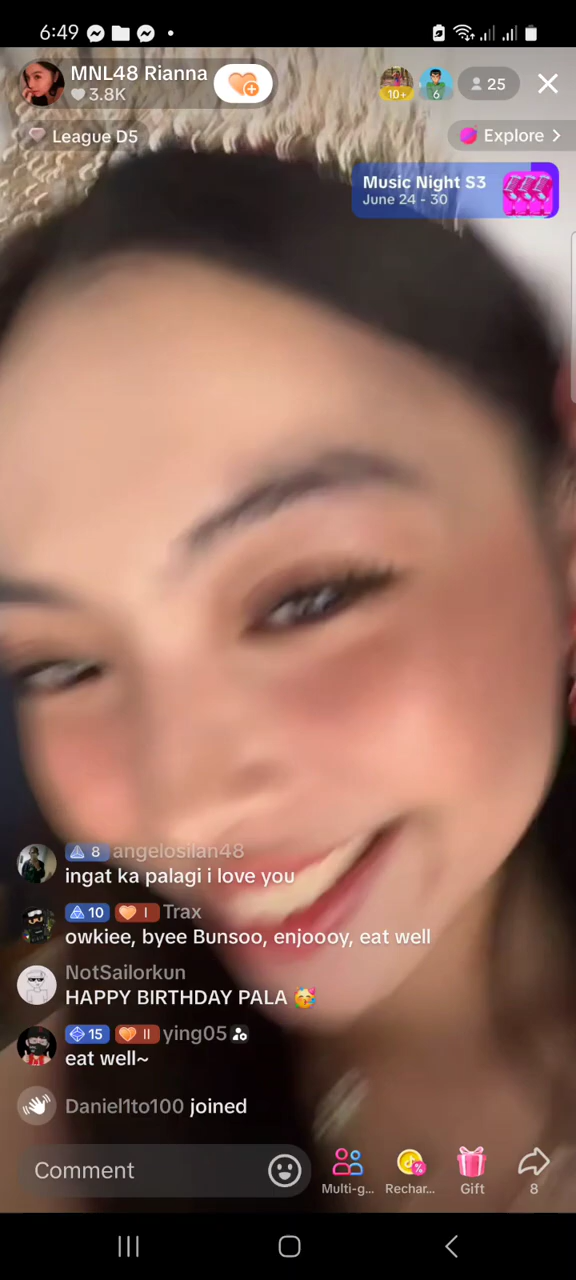 6:49
MNL48 Rianna
3.8K
10+
6
25
League D5
Explore >
Music Night S3
June 24 - 30
8 angelosilan48
ingat ka palagi i love you
10 I Trax
owkiee, byee Bunsoo, enjoooy, eat well
NotSailorkun
HAPPY BIRTHDAY PALA 🥳
15 II ying05
eat well~
Daniel1to100 joined
Comment
Multi-g...
Rechar...
Gift
8